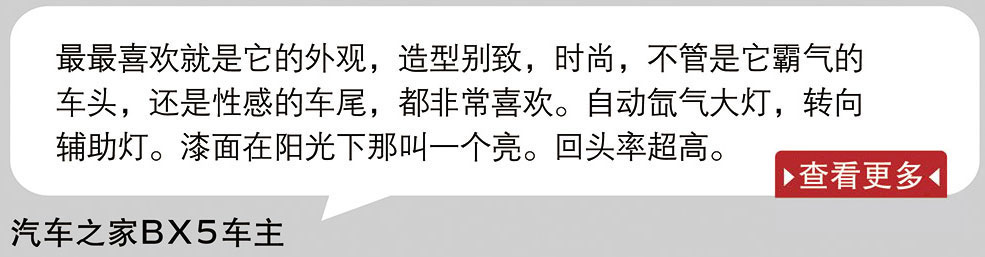 最最喜欢就是它的外观，造型别致，时尚，不管是它霸气的
车头，还是性感的车尾，都非常喜欢。自动氙气大灯，转向
辅助灯。漆面在阳光下那叫一个亮。回头率超高。
查看更多
汽车之家BX5车主